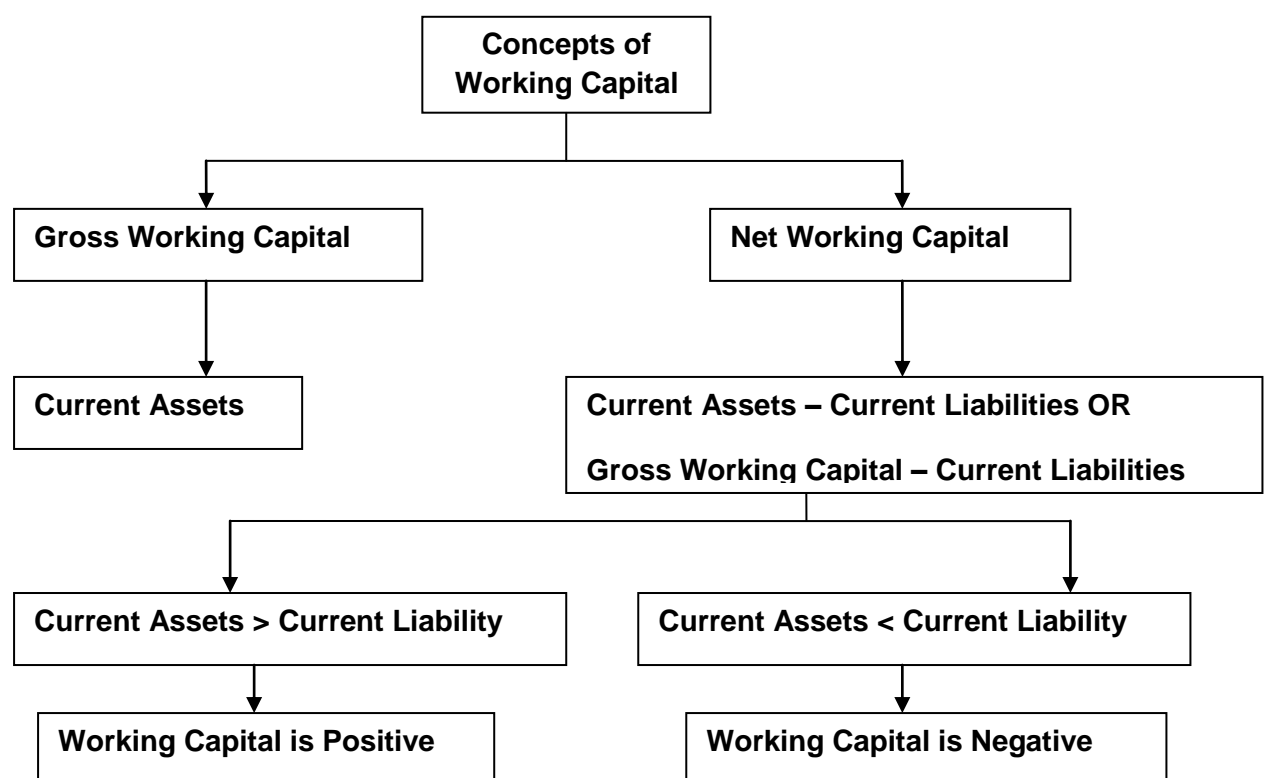 Concepts of
Working Capital
Gross Working Capital
Net Working Capital
Current Assets
Current Assets – Current Liabilities OR
Gross Working Capital – Current Liabilities
Current Assets > Current Liability
Current Assets < Current Liability
Working Capital is Positive
Working Capital is Negative